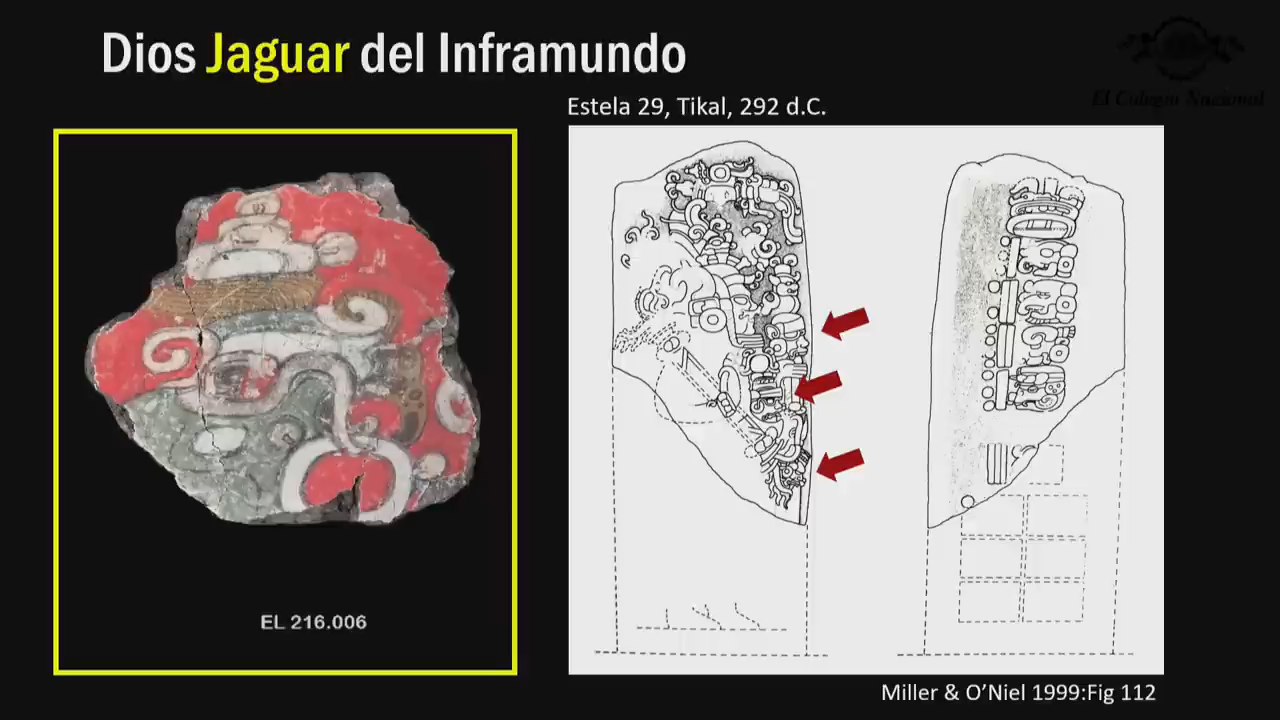 Dios Jaguar del Inframundo
El Colegio Nacional
Estela 29, Tikal, 292 d.C.
EL 216.006
Miller & O'Niel 1999:Fig 112